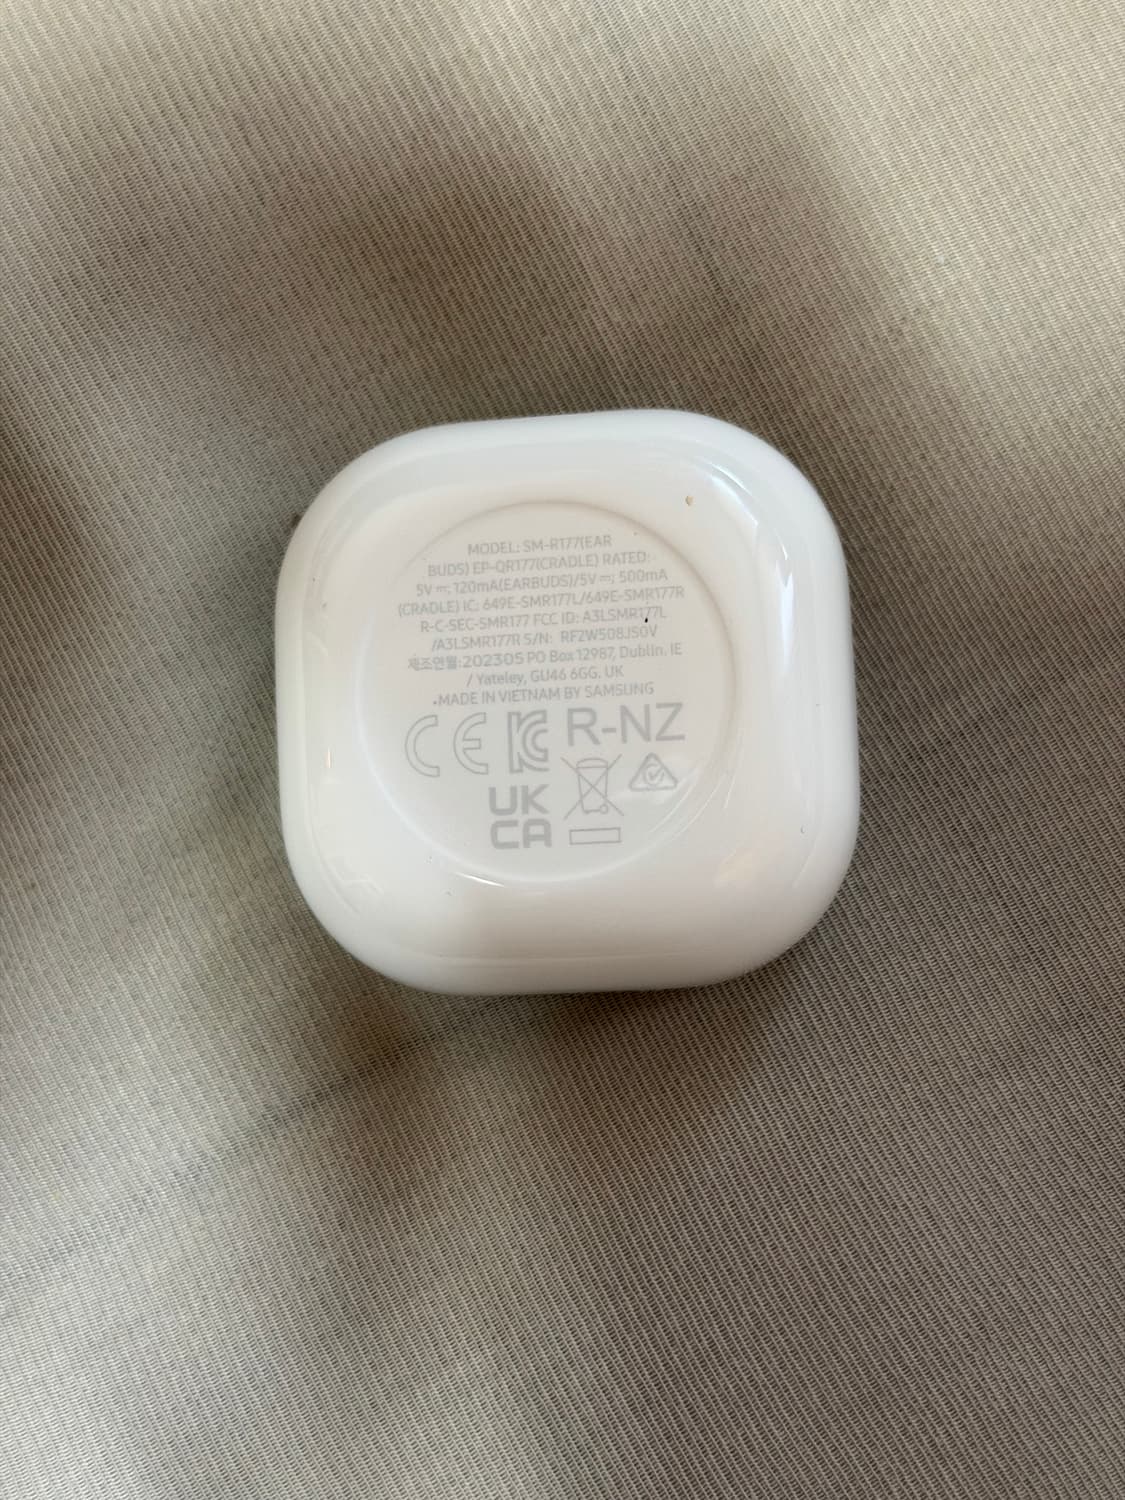 MODEL: SM-R177(EAR
BUDS) EP-QR177(CRADLE) RATED:
5V ⎓; 120mA(EARBUDS)/5V ⎓; 500mA
(CRADLE) IC: 649E-SMR177L/649E-SMR177R
R-C-SEC-SMR177 FCC ID: A3LSMR177L
/A3LSMR177R S/N: RF2W508JS0V
제조연월:202305 PO Box 12987, Dublin. IE
/ Yateley, GU46 6GG. UK
•MADE IN VIETNAM BY SAMSUNG
CE KC R-NZ
UK
CA